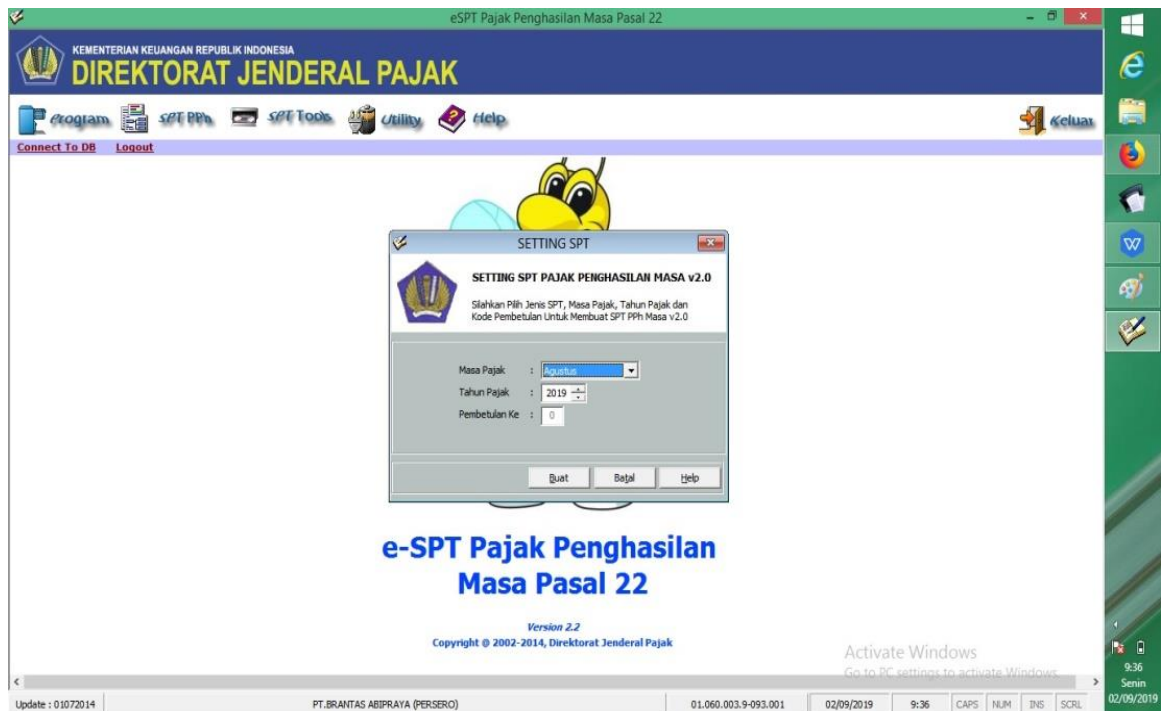 eSPT Pajak Penghasilan Masa Pasal 22
KEMENTERIAN KEUANGAN REPUBLIK INDONESIA
DIREKTORAT JENDERAL PAJAK
Program SPT PPh SPT Tools Utility Help Keluar
Connect To DB Logout
SETTING SPT
SETTING SPT PAJAK PENGHASILAN MASA v2.0
Silahkan Pilih Jenis SPT, Masa Pajak, Tahun Pajak dan
Kode Pembetulan Untuk Membuat SPT PPh Masa v2.0
Masa Pajak : Agustus
Tahun Pajak : 2019
Pembetulan Ke : 0
Buat Batal Help
e-SPT Pajak Penghasilan
Masa Pasal 22
Version 2.2
Copyright @ 2002-2014, Direktorat Jenderal Pajak
Activate Windows
Go to PC settings to activate Windows.
Update : 01072014 PT.BRANTAS ABIPRAYA (PERSERO) 01.060.003.9-093.001 02/09/2019 9:36 CAPS NUM INS SCRL
9:36
Senin
02/09/2019